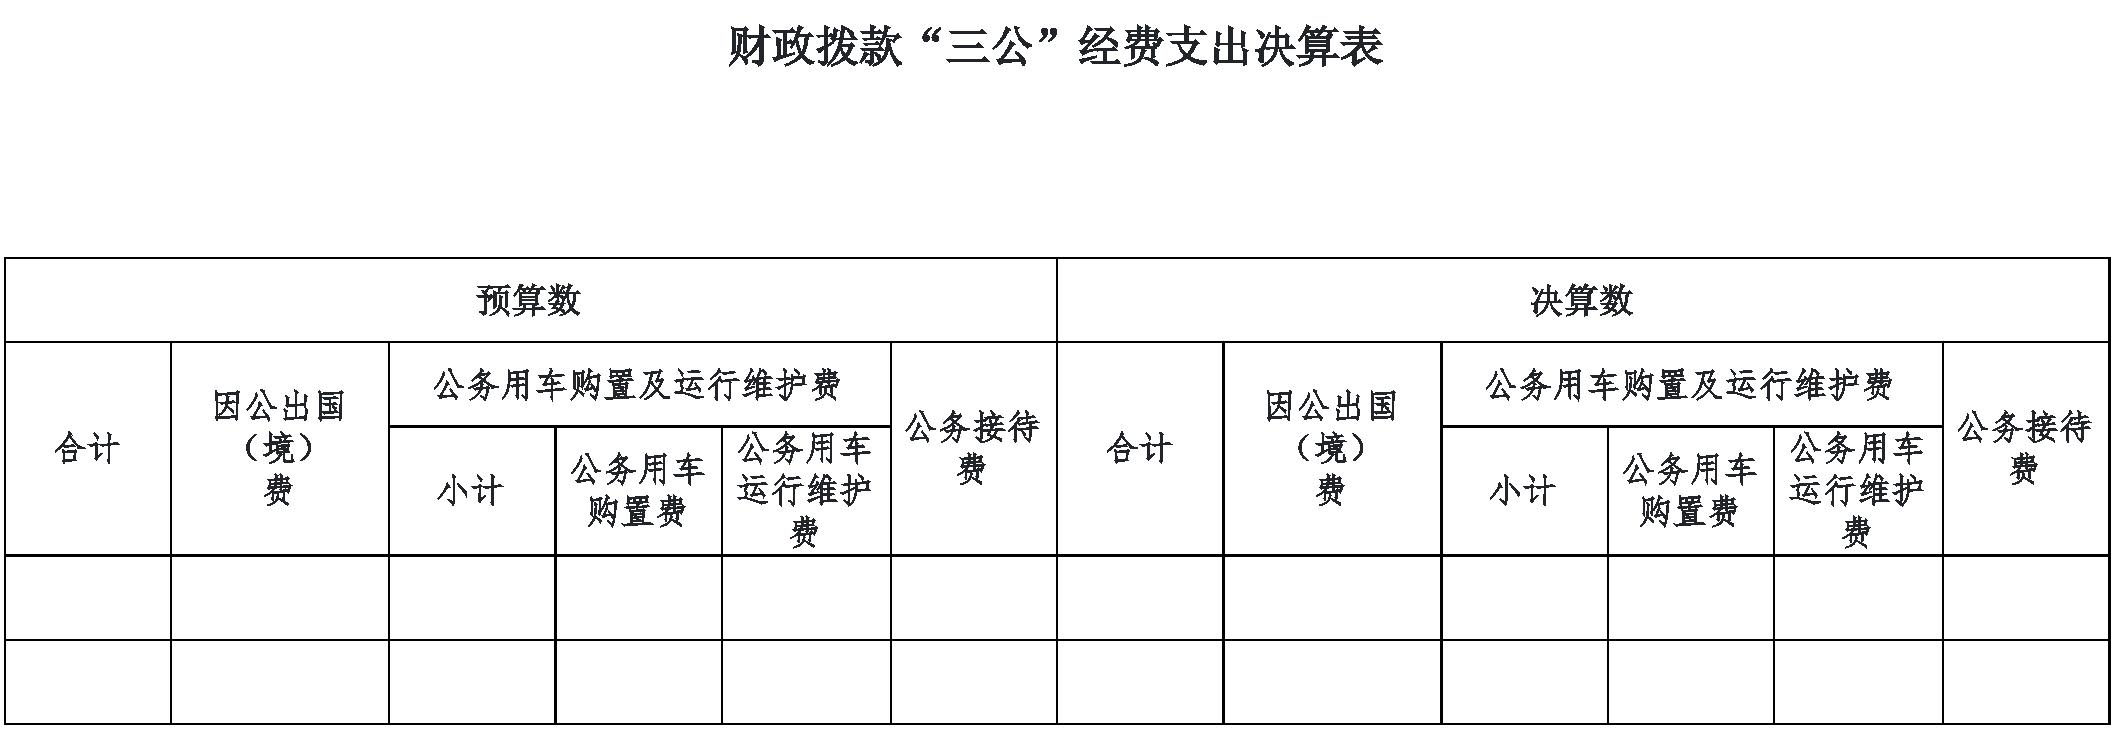 财政拨款“三公”经费支出决算表
预算数
决算数
合计
因公出国
（境）
费
公务用车购置及运行维护费
小计
公务用车
购置费
公务用车
运行维护
费
公务接待
费
合计
因公出国
（境）
费
公务用车购置及运行维护费
小计
公务用车
购置费
公务用车
运行维护
费
公务接待
费